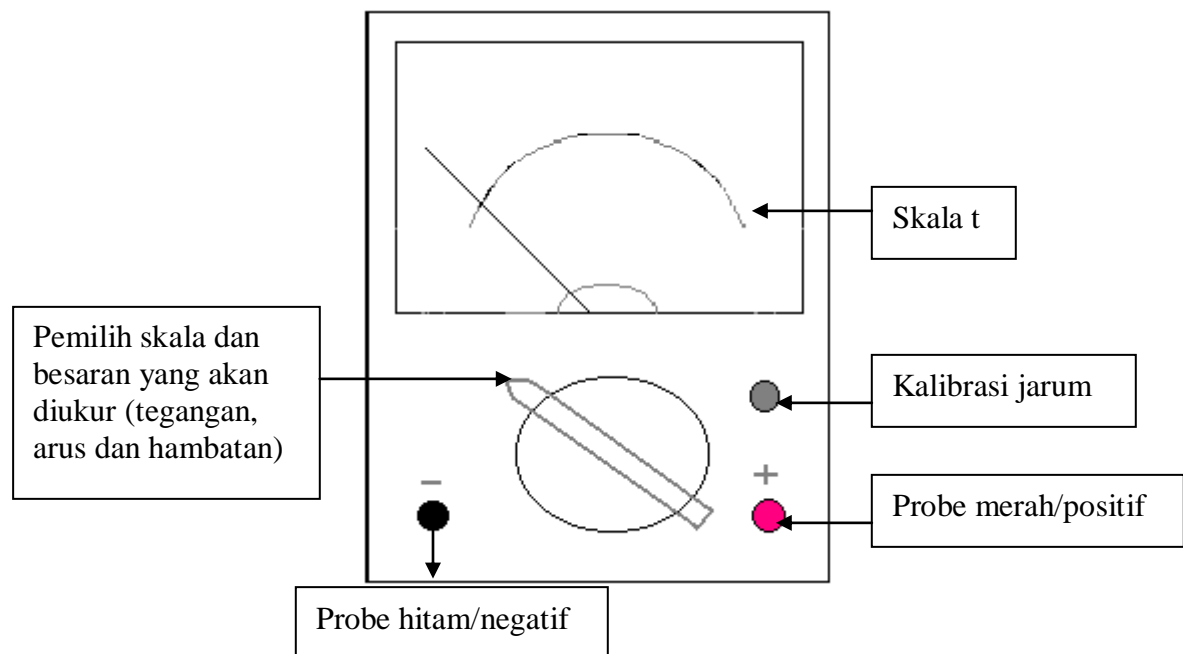 Skala t
Pemilih skala dan
besaran yang akan
diukur (tegangan,
arus dan hambatan)
Kalibrasi jarum
−
+
Probe merah/positif
Probe hitam/negatif